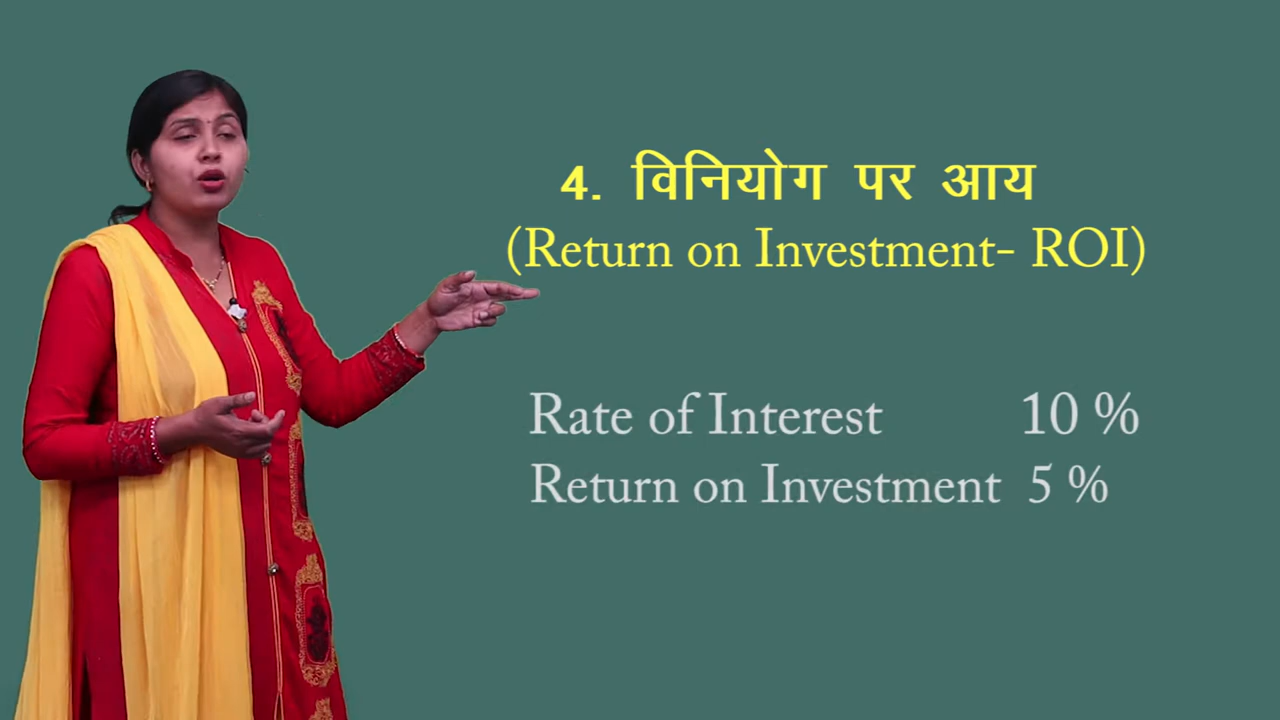 4. विनियोग पर आय
(Return on Investment- ROI)
Rate of Interest 10 %
Return on Investment 5 %